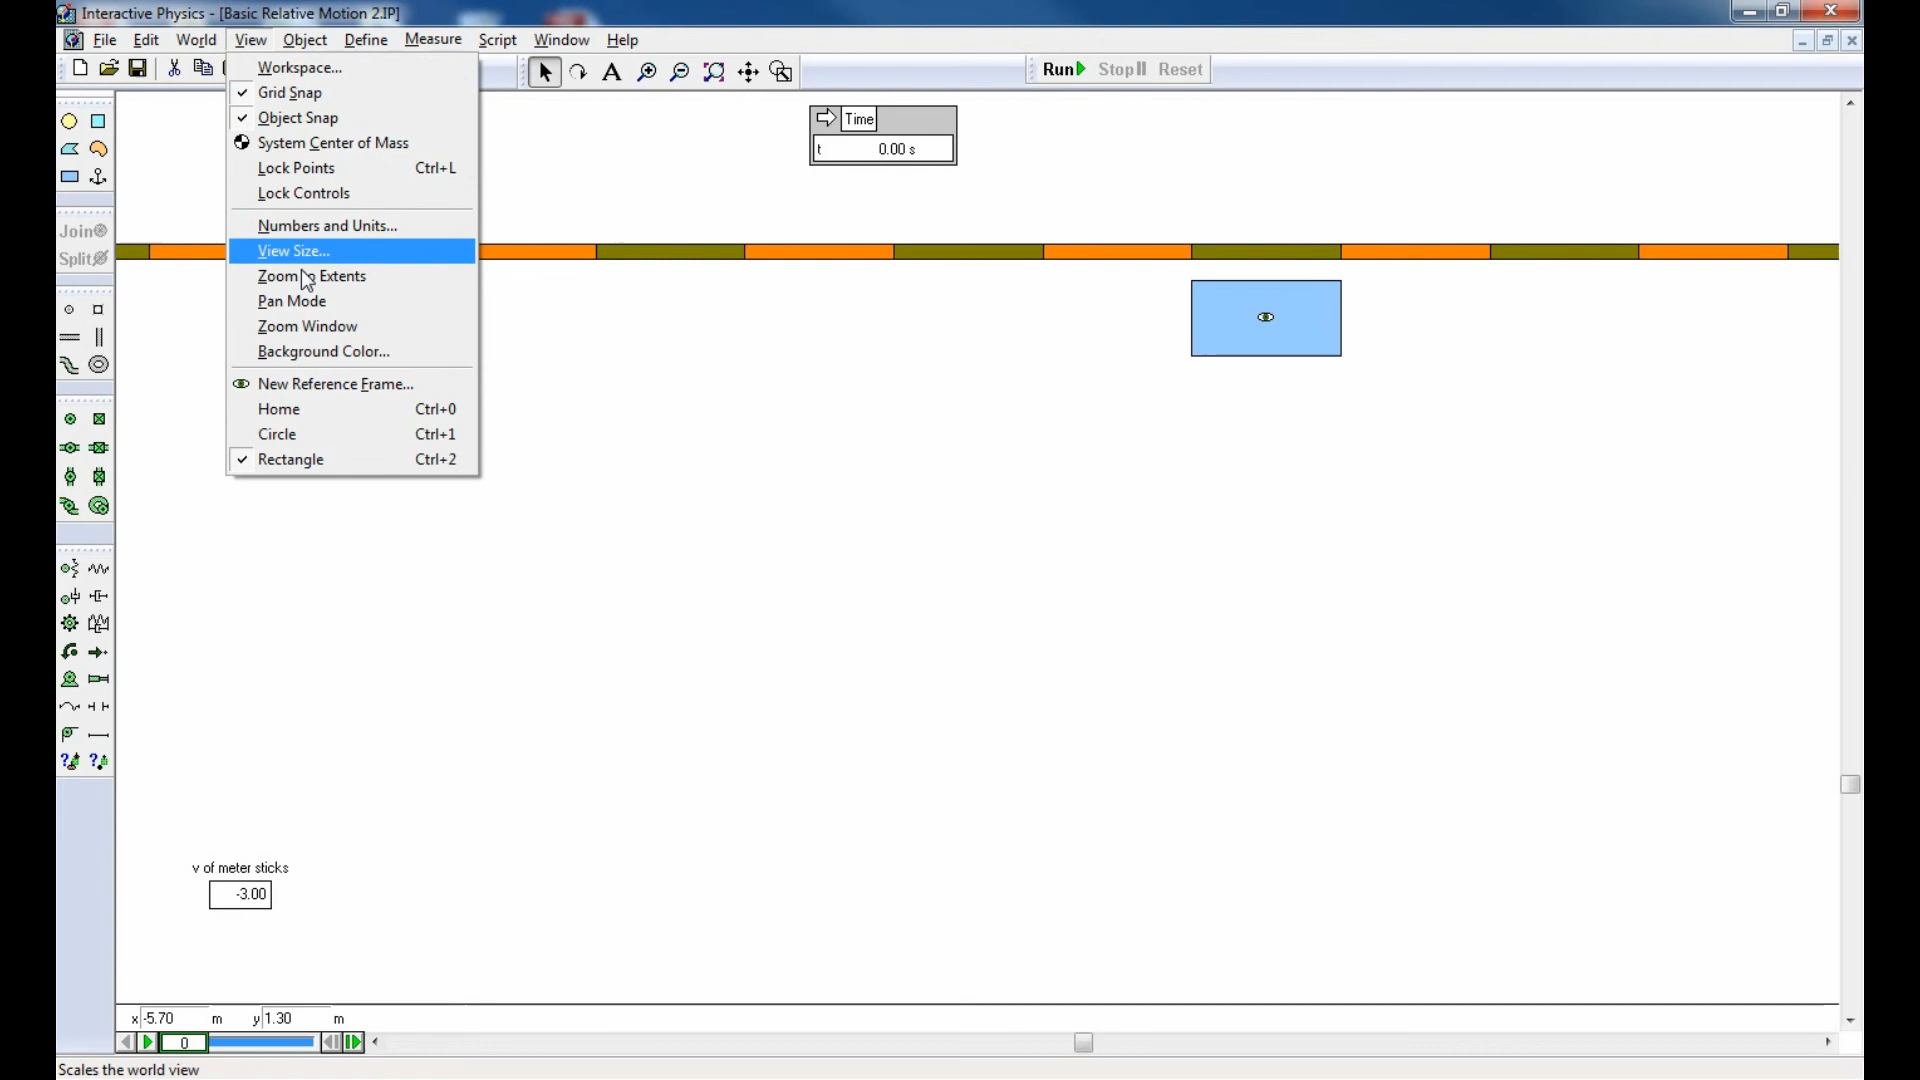 Interactive Physics - [Basic Relative Motion 2.IP]
File Edit World View Object Define Measure Script Window Help
Run Stop Reset
Workspace...
Grid Snap
Object Snap
System Center of Mass
Lock Points Ctrl+L
Lock Controls
Numbers and Units...
View Size...
Zoom to Extents
Pan Mode
Zoom Window
Background Color...
New Reference Frame...
Home Ctrl+0
Circle Ctrl+1
Rectangle Ctrl+2
Time
t 0.00 s
Join
Split
v of meter sticks
-3.00
x -5.70 m y 1.30 m
0
Scales the world view